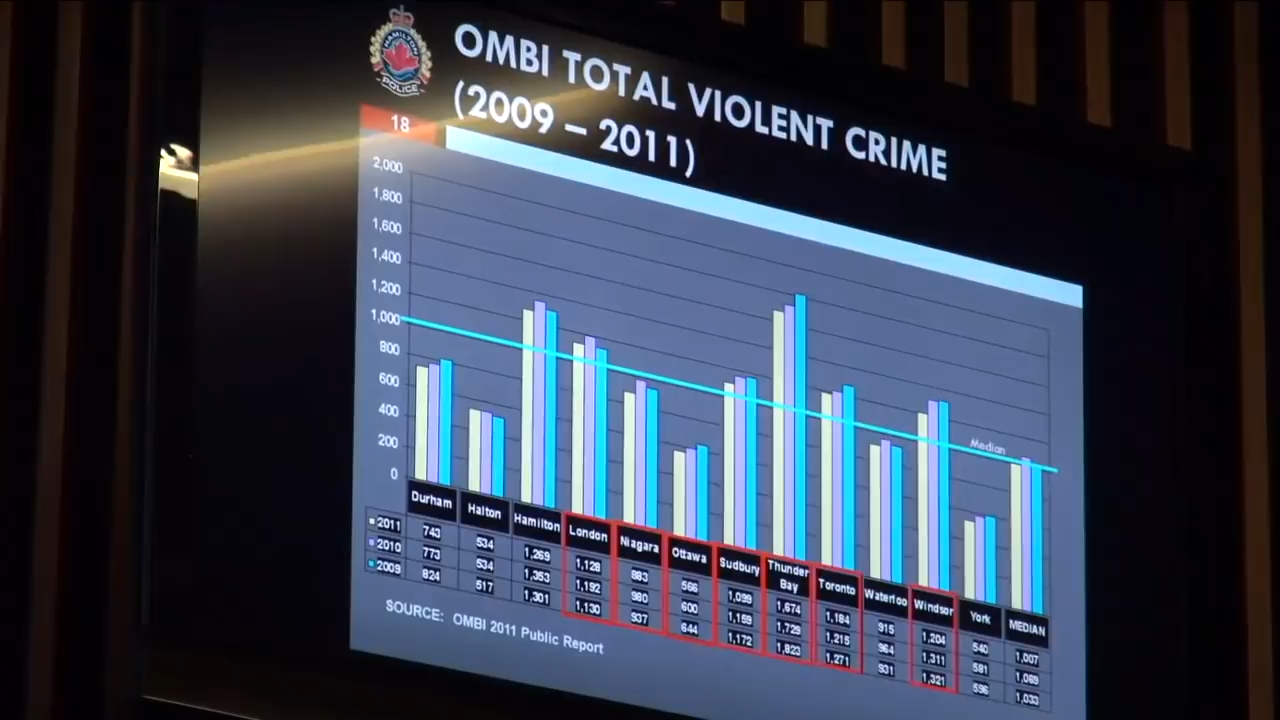 HAMILTON
POLICE
OMBI TOTAL VIOLENT CRIME
(2009 – 2011)
18
2,000
1,800
1,600
1,400
1,200
1,000
800
600
400
200
0
Median
Durham Halton Hamilton London Niagara Ottawa Sudbury Thunder Bay Toronto Waterloo Windsor York MEDIAN
2011 743 534 1,269 1,128 883 566 1,099 1,674 1,184 915 1,204 540 1,007
2010 773 534 1,353 1,192 980 600 1,159 1,729 1,215 964 1,311 581 1,069
2009 824 517 1,301 1,130 937 644 1,172 1,823 1,271 931 1,321 596 1,033
SOURCE: OMBI 2011 Public Report